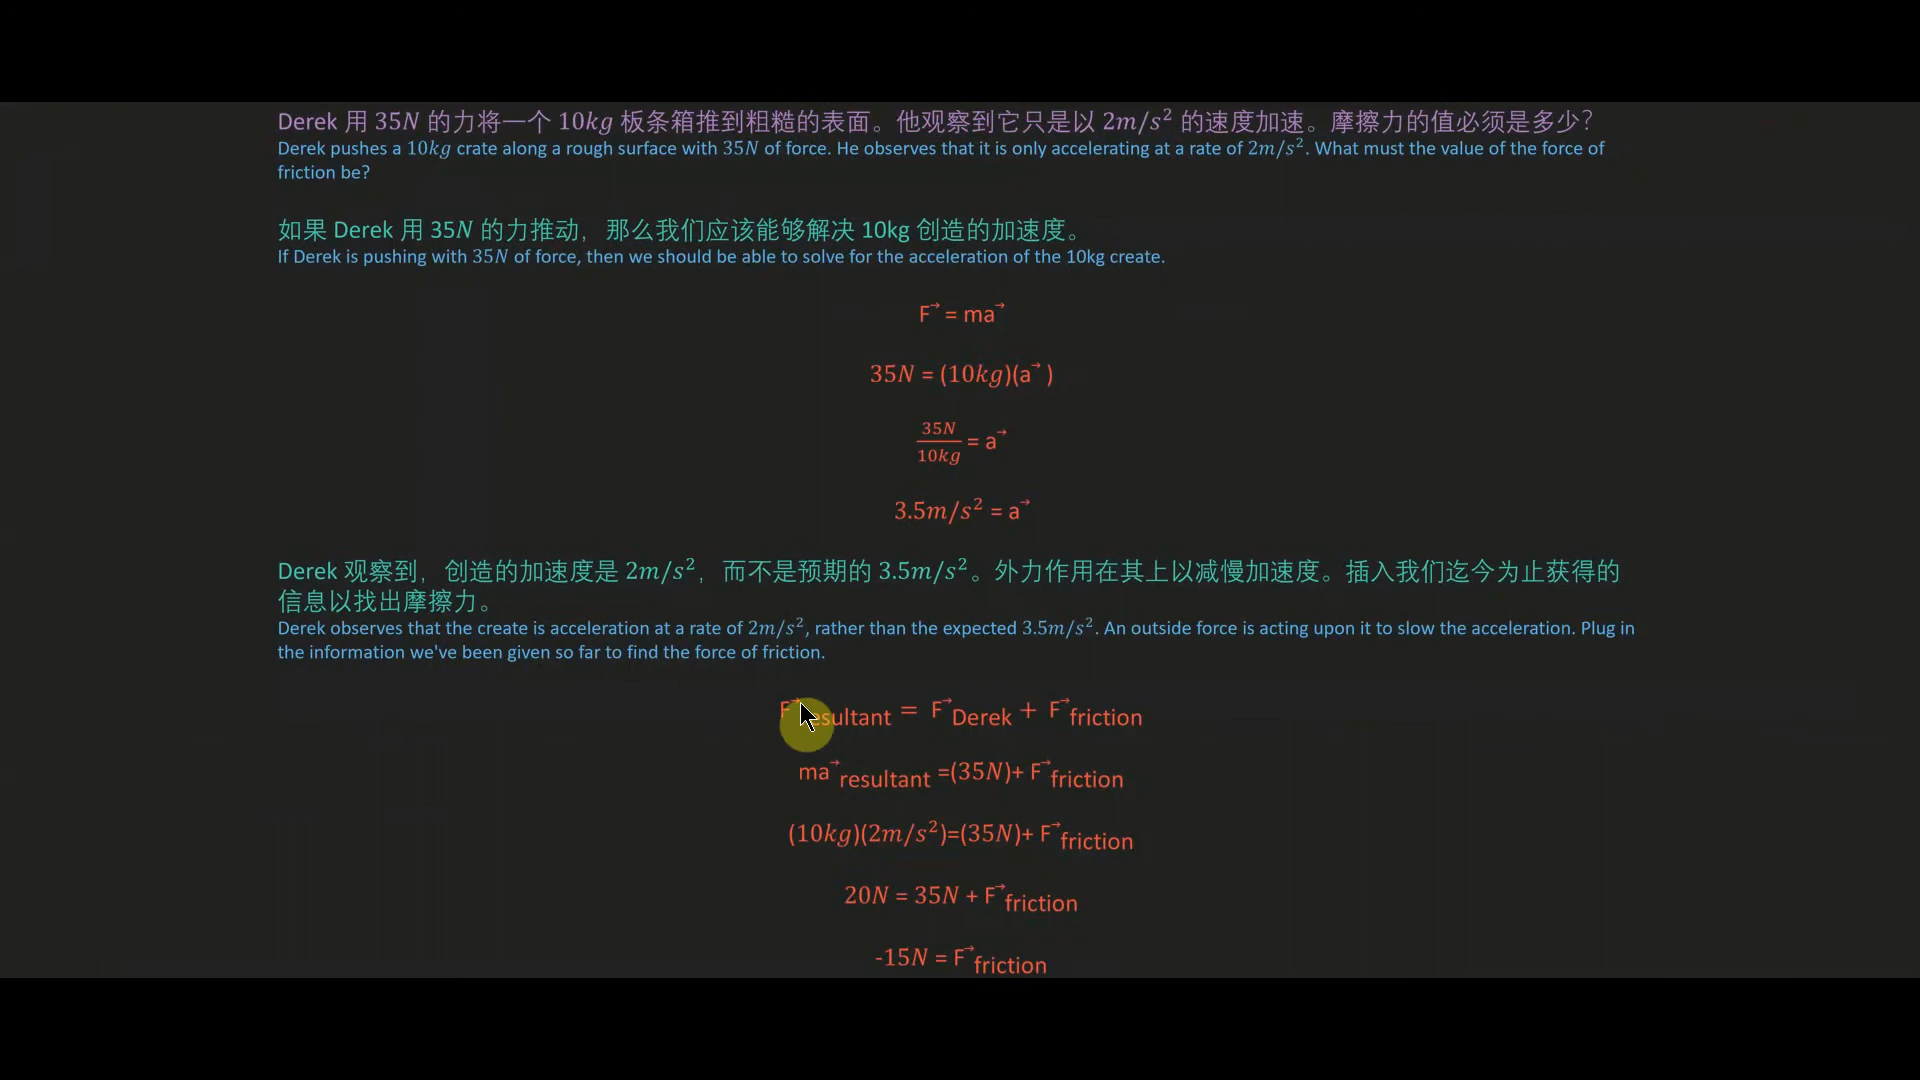 Derek 用 35N 的力将一个 10kg 板条箱推到粗糙的表面。他观察到它只是以 2m/s² 的速度加速。摩擦力的值必须是多少？
Derek pushes a 10kg crate along a rough surface with 35N of force. He observes that it is only accelerating at a rate of 2m/s². What must the value of the force of
friction be?
如果 Derek 用 35N 的力推动，那么我们应该能够解决 10kg 创造的加速度。
If Derek is pushing with 35N of force, then we should be able to solve for the acceleration of the 10kg create.
F⃗ = ma⃗
35N = (10kg)(a⃗ )
35N/10kg = a⃗
3.5m/s² = a⃗
Derek 观察到，创造的加速度是 2m/s²，而不是预期的 3.5m/s²。外力作用在其上以减慢加速度。插入我们迄今为止获得的
信息以找出摩擦力。
Derek observes that the create is acceleration at a rate of 2m/s², rather than the expected 3.5m/s². An outside force is acting upon it to slow the acceleration. Plug in
the information we've been given so far to find the force of friction.
F⃗ resultant = F⃗ Derek + F⃗ friction
ma⃗ resultant =(35N)+ F⃗ friction
(10kg)(2m/s²)=(35N)+ F⃗ friction
20N = 35N + F⃗ friction
-15N = F⃗ friction